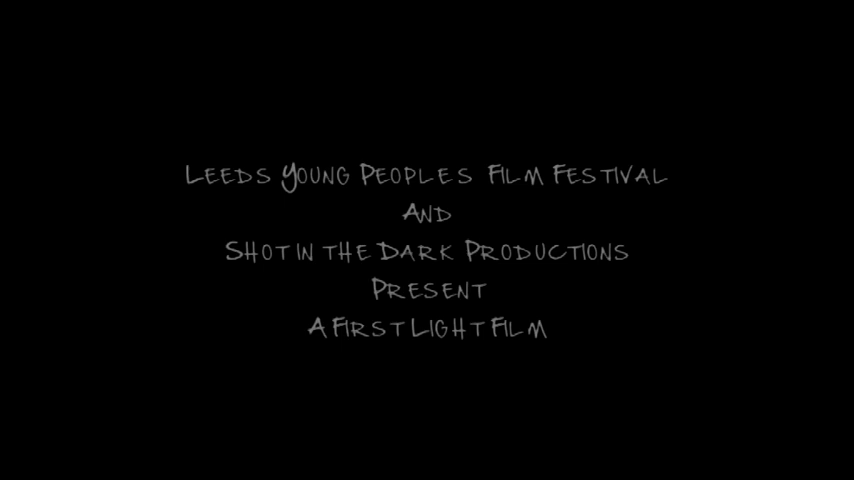 Leeds Young Peoples Film Festival
And
Shot in the Dark Productions
Present
A First Light Film